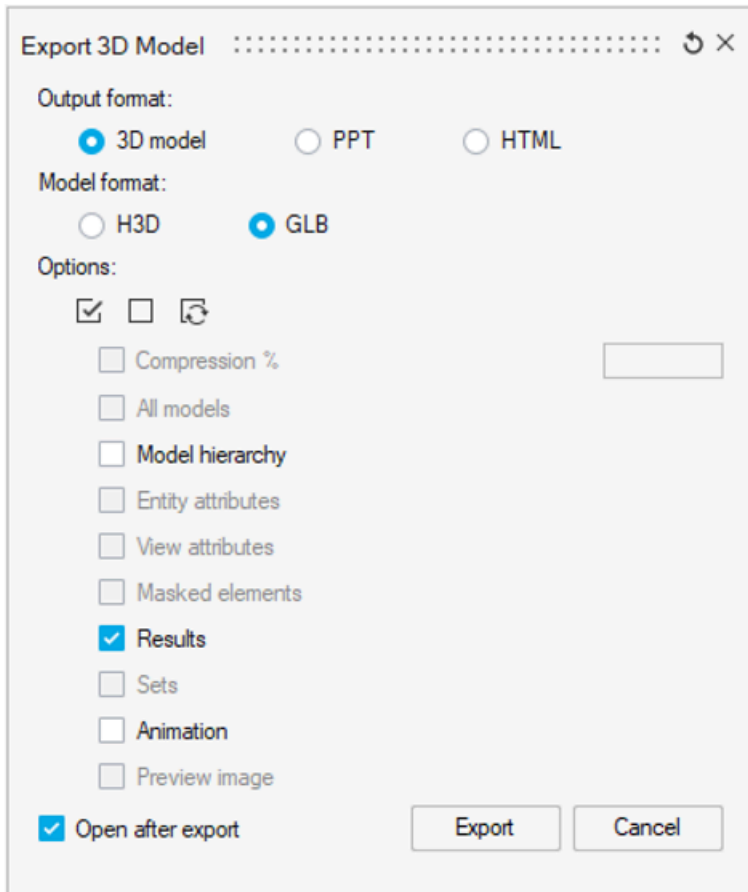 Export 3D Model
Output format:
3D model PPT HTML
Model format:
H3D GLB
Options:
Compression %
All models
Model hierarchy
Entity attributes
View attributes
Masked elements
Results
Sets
Animation
Preview image
Open after export Export Cancel